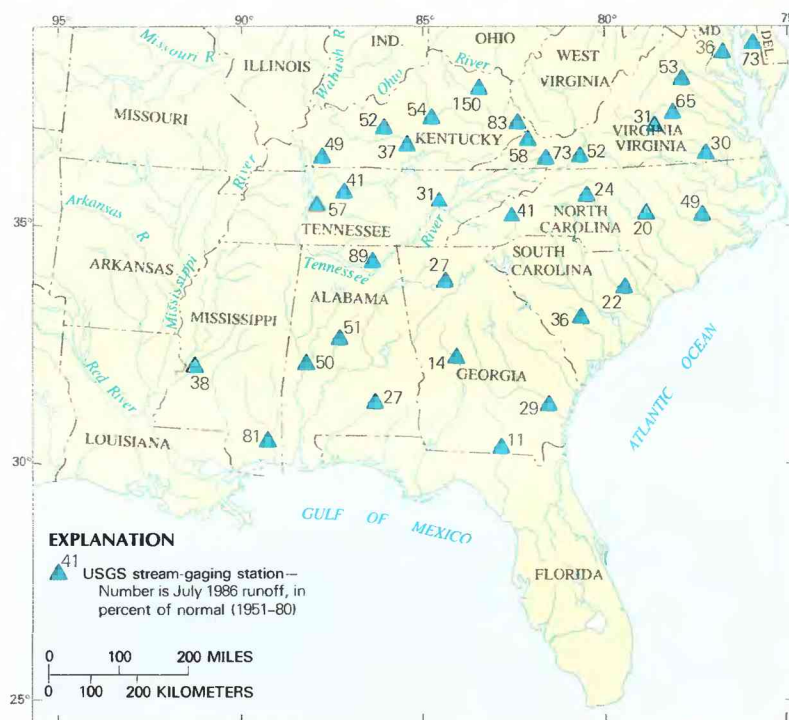 95° 90° 85° 80° 75
MD
36
DEL
73
Missouri R
ILLINOIS
Wabash R
IND.
OHIO
Ohio River
WEST
VIRGINIA
53
150
65
MISSOURI
52
54
83
31
KENTUCKY
VIRGINIA
VIRGINIA
49
37
58
73
52
30
River
41
31
24
49
57
41
NORTH
CAROLINA
20
35°
Arkansas R
TENNESSEE
River
SOUTH
CAROLINA
89
Tennessee
27
ARKANSAS
Mississippi
ALABAMA
22
MISSISSIPPI
51
36
50
14
GEORGIA
38
Red River
27
29
ATLANTIC OCEAN
LOUISIANA
81
11
30°
GULF OF MEXICO
EXPLANATION
41
USGS stream-gaging station—
Number is July 1986 runoff, in
percent of normal (1951–80)
FLORIDA
0 100 200 MILES
0 100 200 KILOMETERS
25°